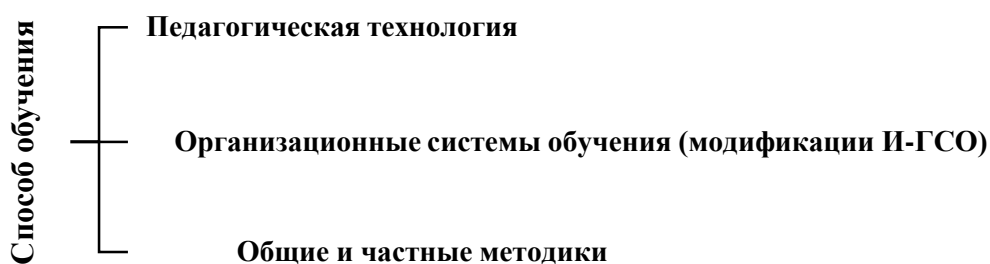 Способ обучения
Педагогическая технология
Организационные системы обучения (модификации И-ГСО)
Общие и частные методики